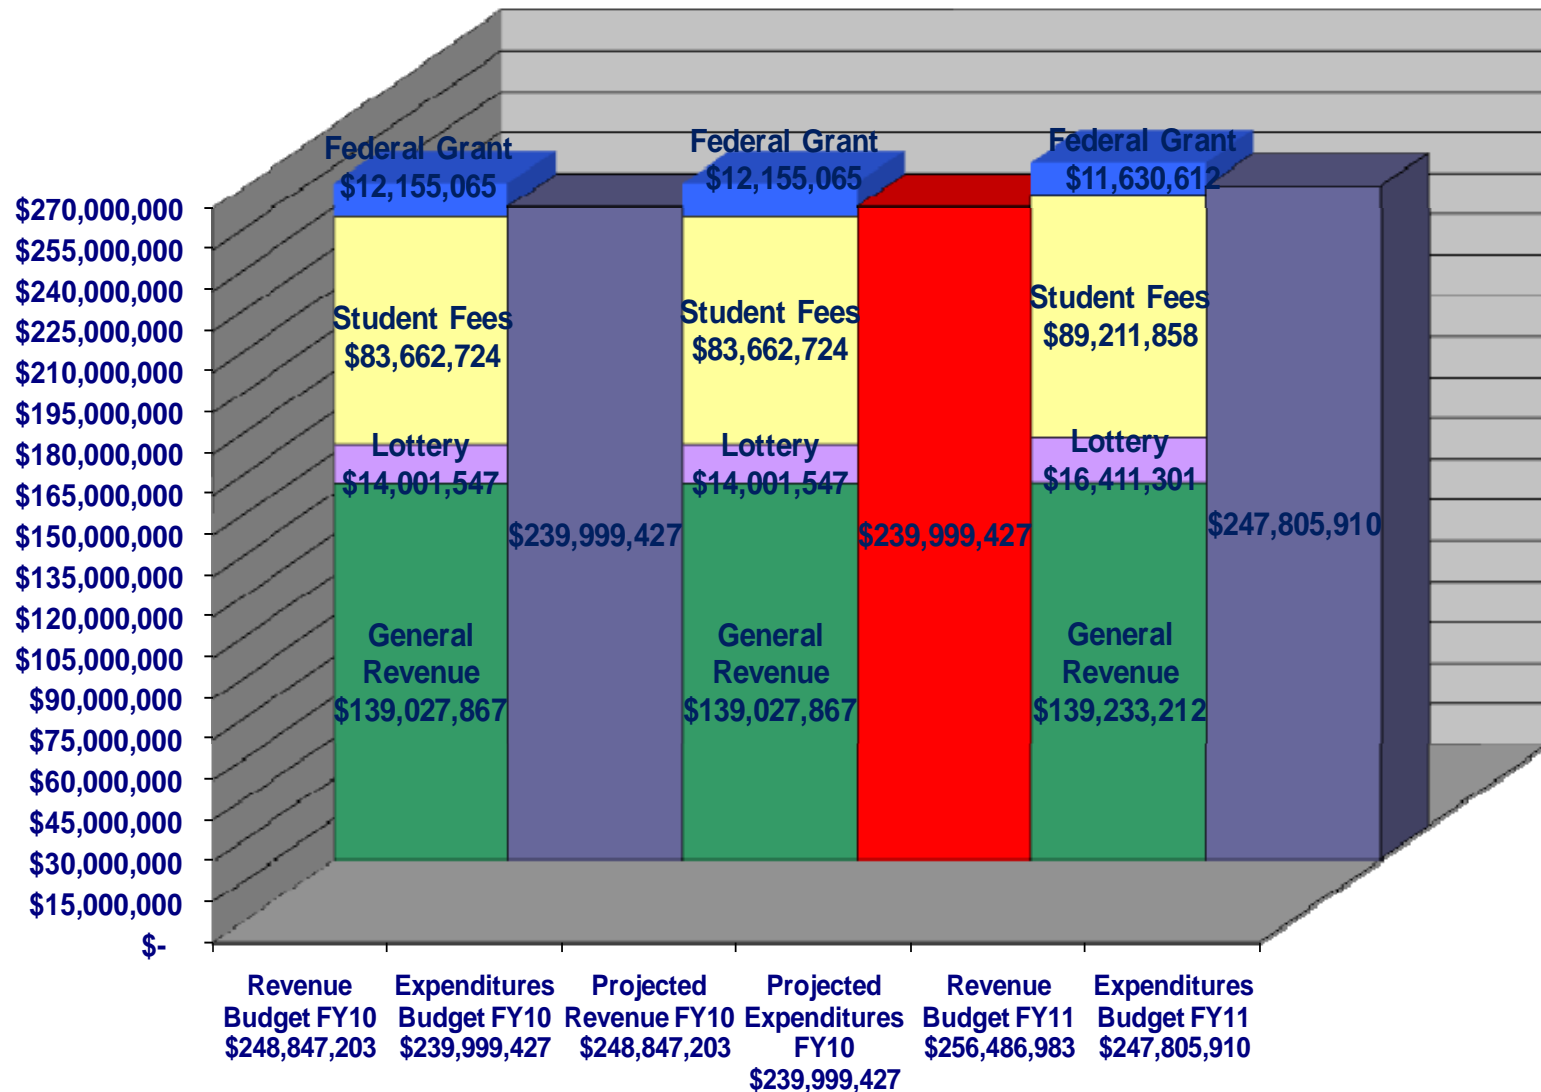 $270,000,000
$255,000,000
$240,000,000
$225,000,000
$210,000,000
$195,000,000
$180,000,000
$165,000,000
$150,000,000
$135,000,000
$120,000,000
$105,000,000
$90,000,000
$75,000,000
$60,000,000
$45,000,000
$30,000,000
$15,000,000
$-
Federal Grant
$12,155,065
Student Fees
$83,662,724
Lottery
$14,001,547
General
Revenue
$139,027,867
$239,999,427
Federal Grant
$12,155,065
Student Fees
$83,662,724
Lottery
$14,001,547
General
Revenue
$139,027,867
$239,999,427
Federal Grant
$11,630,612
Student Fees
$89,211,858
Lottery
$16,411,301
General
Revenue
$139,233,212
$247,805,910
Revenue
Budget FY10
$248,847,203
Expenditures
Budget FY10
$239,999,427
Projected
Revenue FY10
$248,847,203
Projected
Expenditures
FY10
$239,999,427
Revenue
Budget FY11
$256,486,983
Expenditures
Budget FY11
$247,805,910